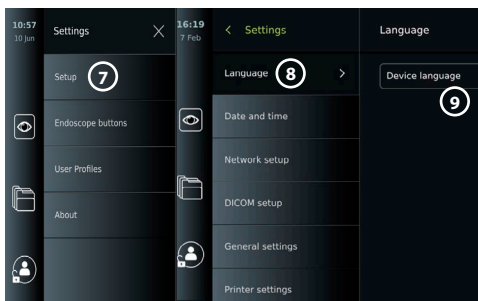 10:57
10 Jun
Settings
Setup 7
Endoscope buttons
User Profiles
About
16:19
7 Feb
Settings
Language 8
Date and time
Network setup
DICOM setup
General settings
Printer settings
Language
Device language
9